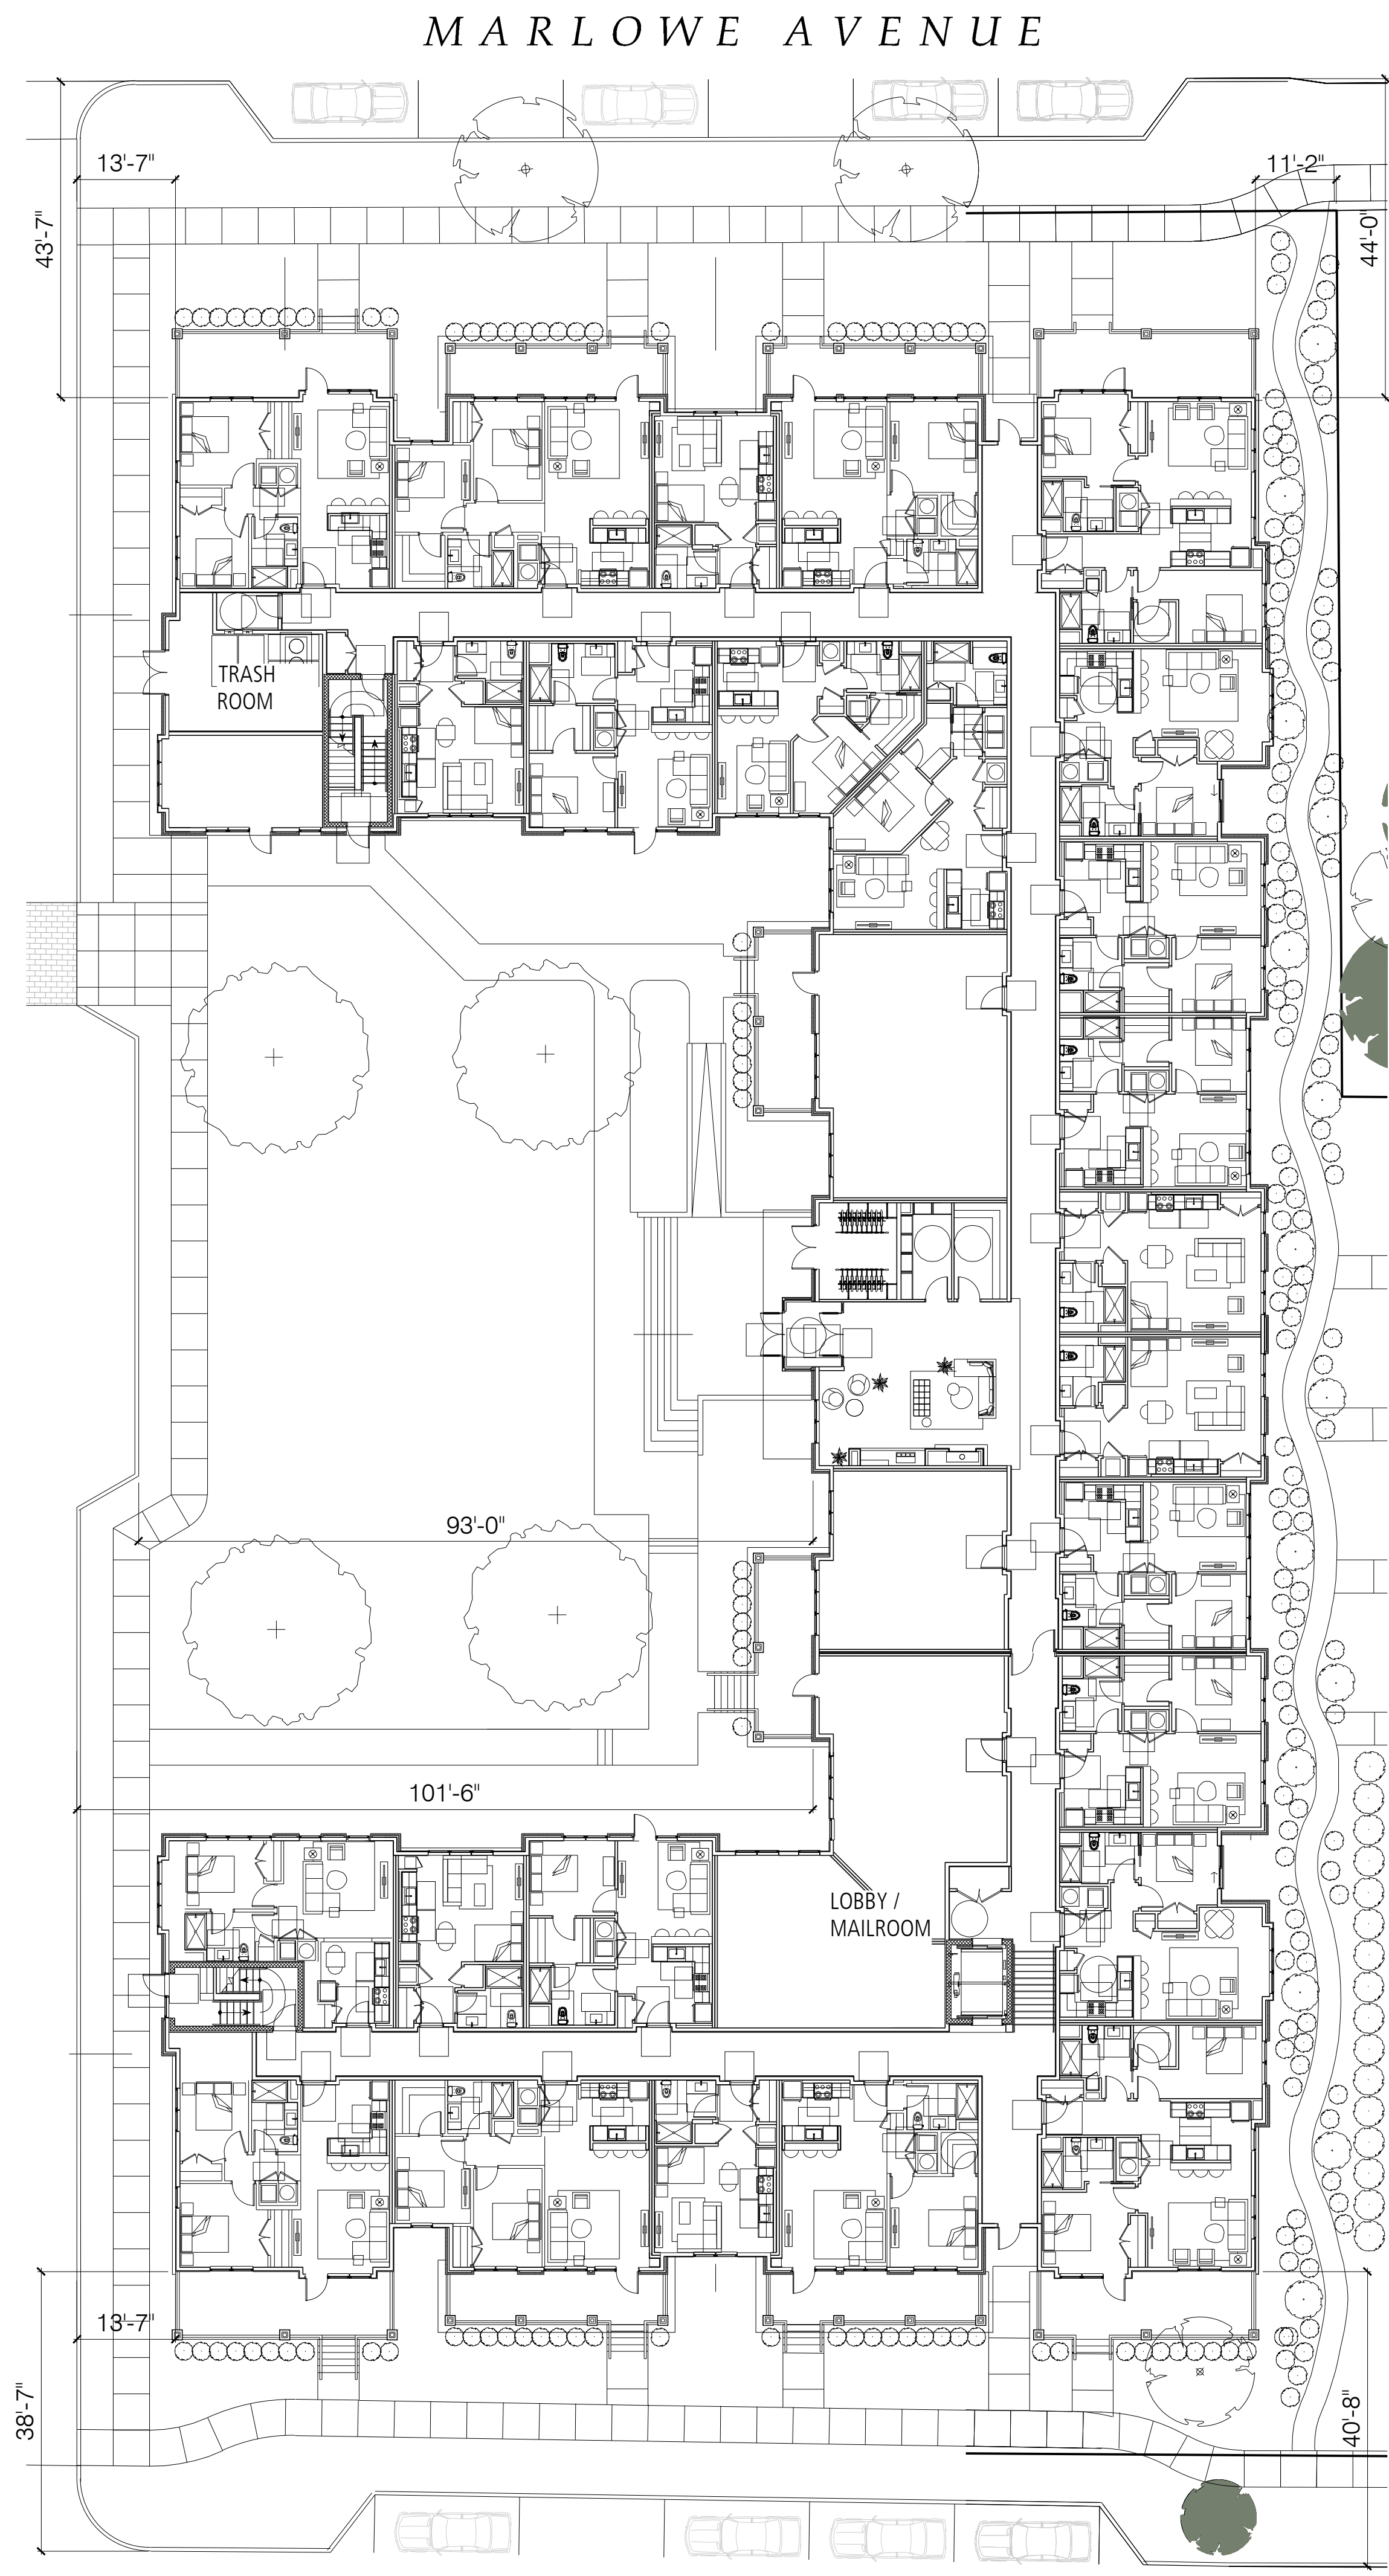 MARLOWE AVENUE
13'-7"
11'-2"
43'-7"
44'-0"
TRASH
ROOM
93'-0"
101'-6"
LOBBY /
MAILROOM
13'-7"
38'-7"
40'-8"